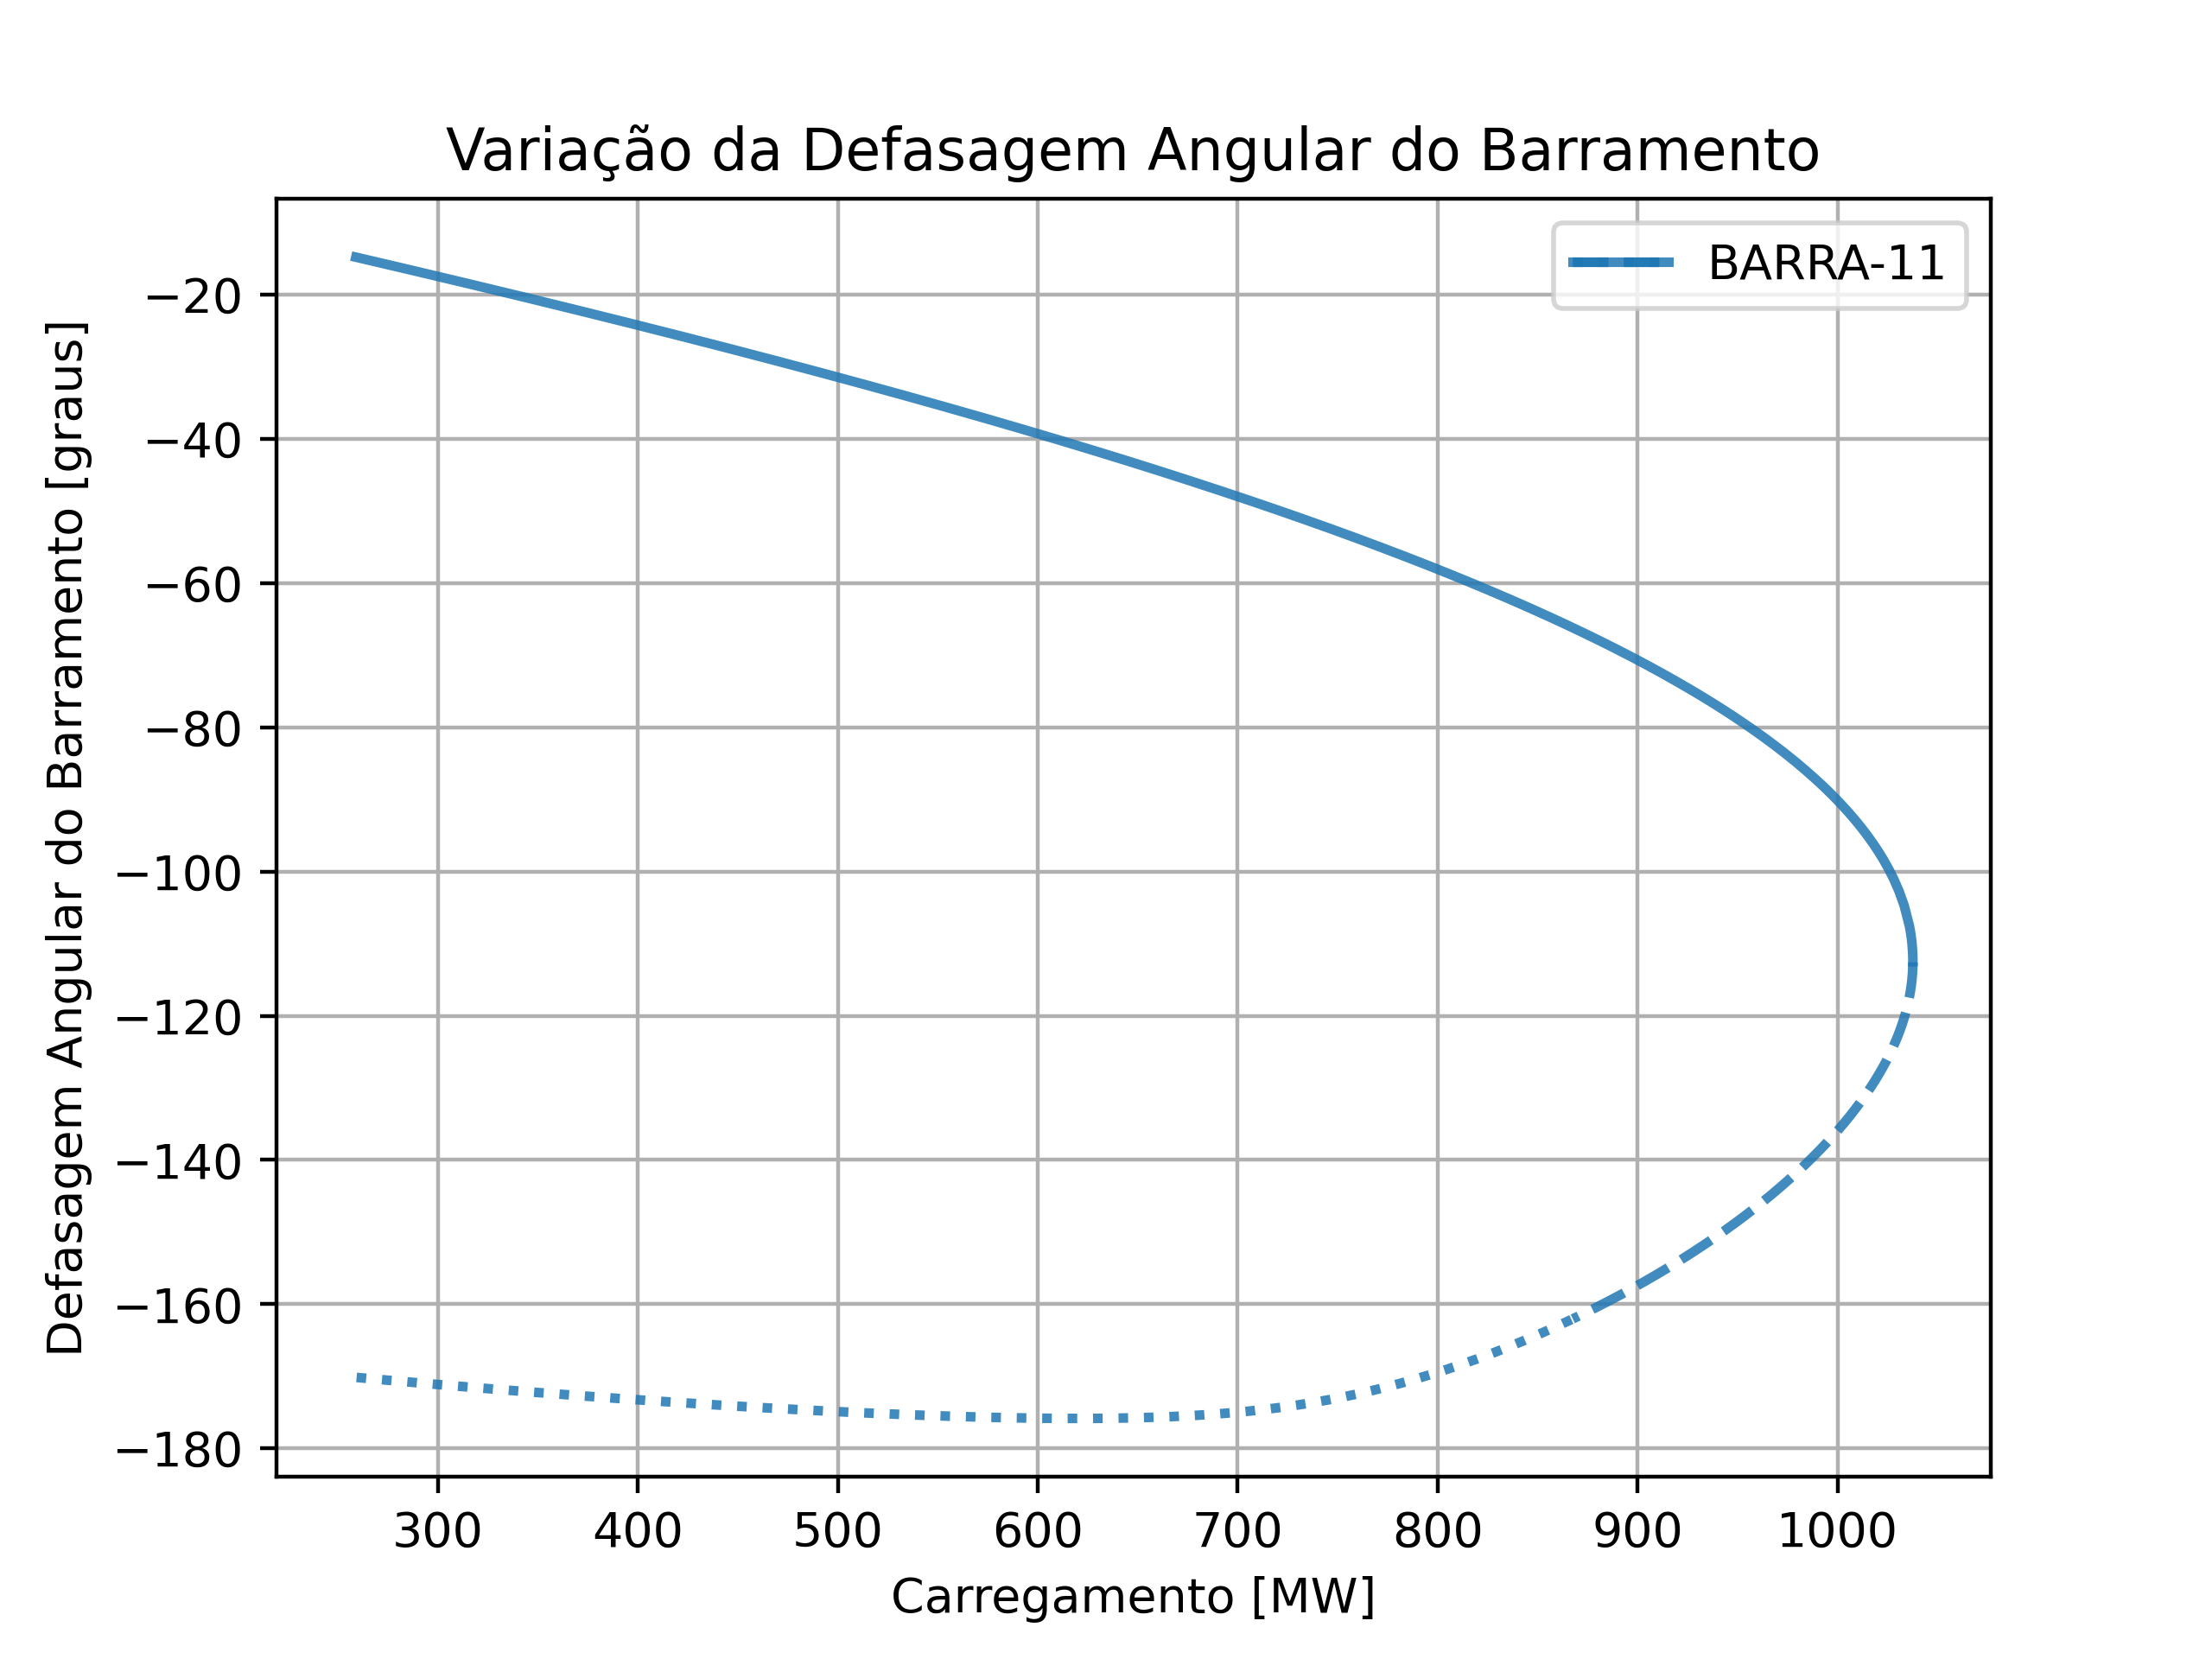 Variação da Defasagem Angular do Barramento
BARRA-11
Defasagem Angular do Barramento [graus]
−20
−40
−60
−80
−100
−120
−140
−160
−180
300 400 500 600 700 800 900 1000
Carregamento [MW]